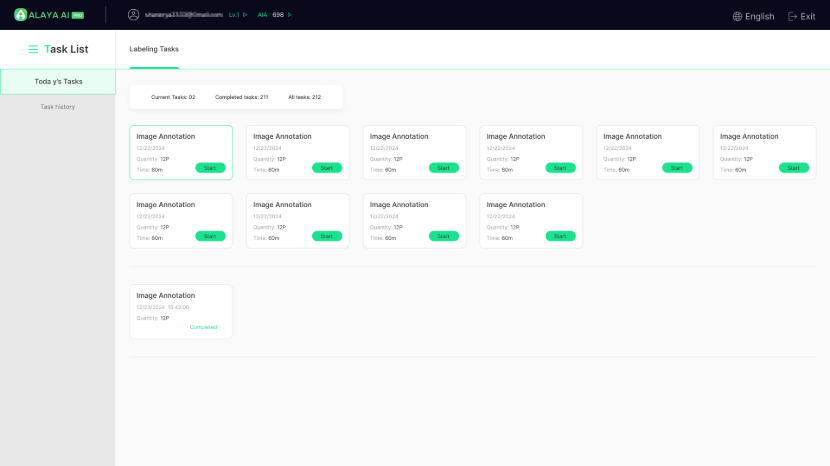 ALAYA AI PRO
Lv.1
AIA : 698
English
Exit
Task List
Labeling Tasks
Toda y's Tasks
Task history
Current Tasks: 02
Completed tasks: 211
All tasks: 212
Image Annotation
12/22/2024
Quantity: 12P
Time: 60m
Start
Image Annotation
12/22/2024
Quantity: 12P
Time: 60m
Start
Image Annotation
12/22/2024
Quantity: 12P
Time: 60m
Start
Image Annotation
12/22/2024
Quantity: 12P
Time: 60m
Start
Image Annotation
12/22/2024
Quantity: 12P
Time: 60m
Start
Image Annotation
12/22/2024
Quantity: 12P
Time: 60m
Start
Image Annotation
12/22/2024
Quantity: 12P
Time: 60m
Start
Image Annotation
12/22/2024
Quantity: 12P
Time: 60m
Start
Image Annotation
12/22/2024
Quantity: 12P
Time: 60m
Start
Image Annotation
12/22/2024
Quantity: 12P
Time: 60m
Start
Image Annotation
12/23/2024 15:43:06
Quantity: 12P
Completed